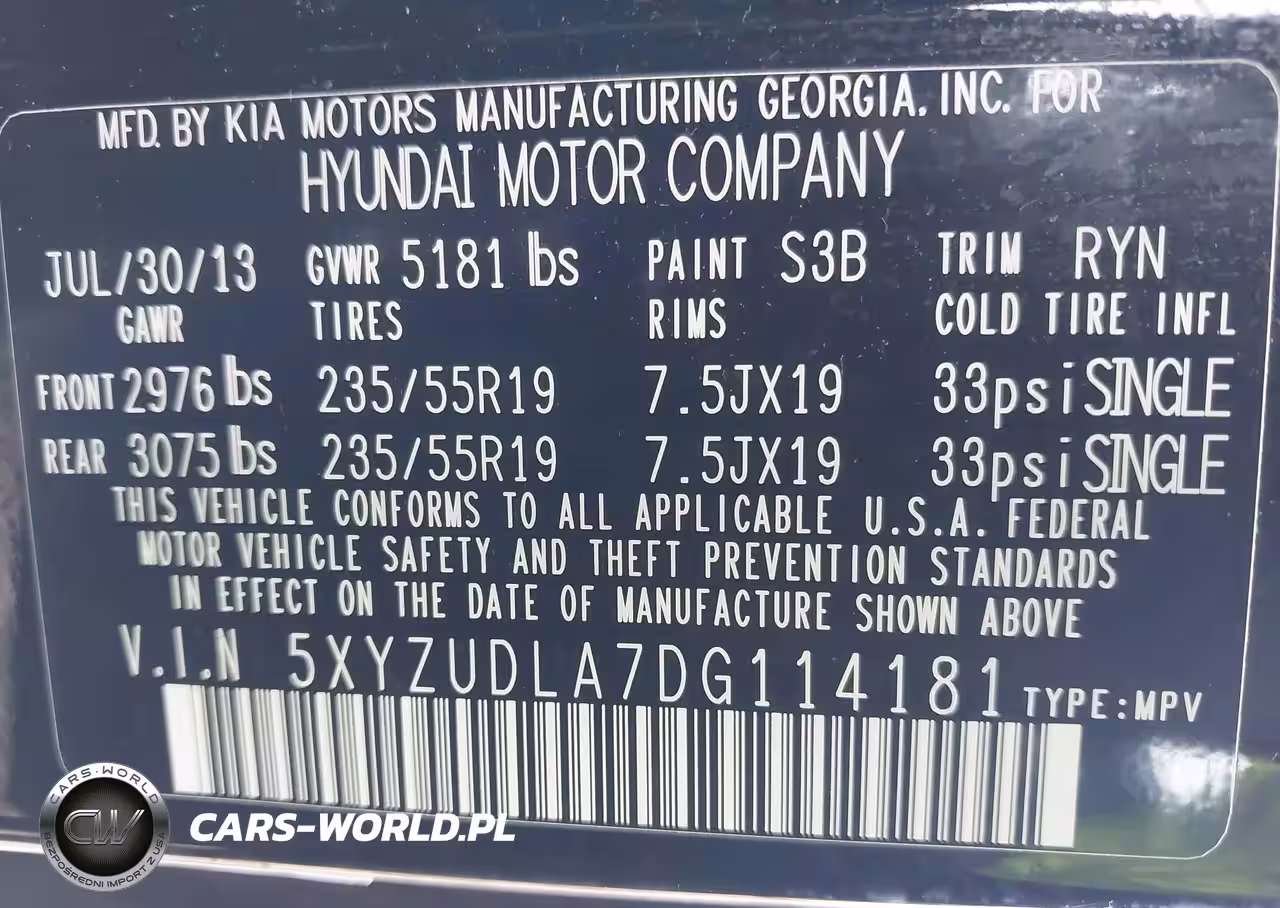 MFD. BY KIA MOTORS MANUFACTURING GEORGIA, INC. FOR
HYUNDAI MOTOR COMPANY
JUL/30/13 GVWR 5181 lbs PAINT S3B TRIM RYN
GAWR TIRES RIMS COLD TIRE INFL
FRONT 2976 lbs 235/55R19 7.5JX19 33psi SINGLE
REAR 3075 lbs 235/55R19 7.5JX19 33psi SINGLE
THIS VEHICLE CONFORMS TO ALL APPLICABLE U.S.A. FEDERAL
MOTOR VEHICLE SAFETY AND THEFT PREVENTION STANDARDS
IN EFFECT ON THE DATE OF MANUFACTURE SHOWN ABOVE
V.I.N 5XYZUDLA7DG114181 TYPE:MPV
CARS-WORLD
CW
BEZPOŚREDNI IMPORT Z USA
CARS-WORLD.PL